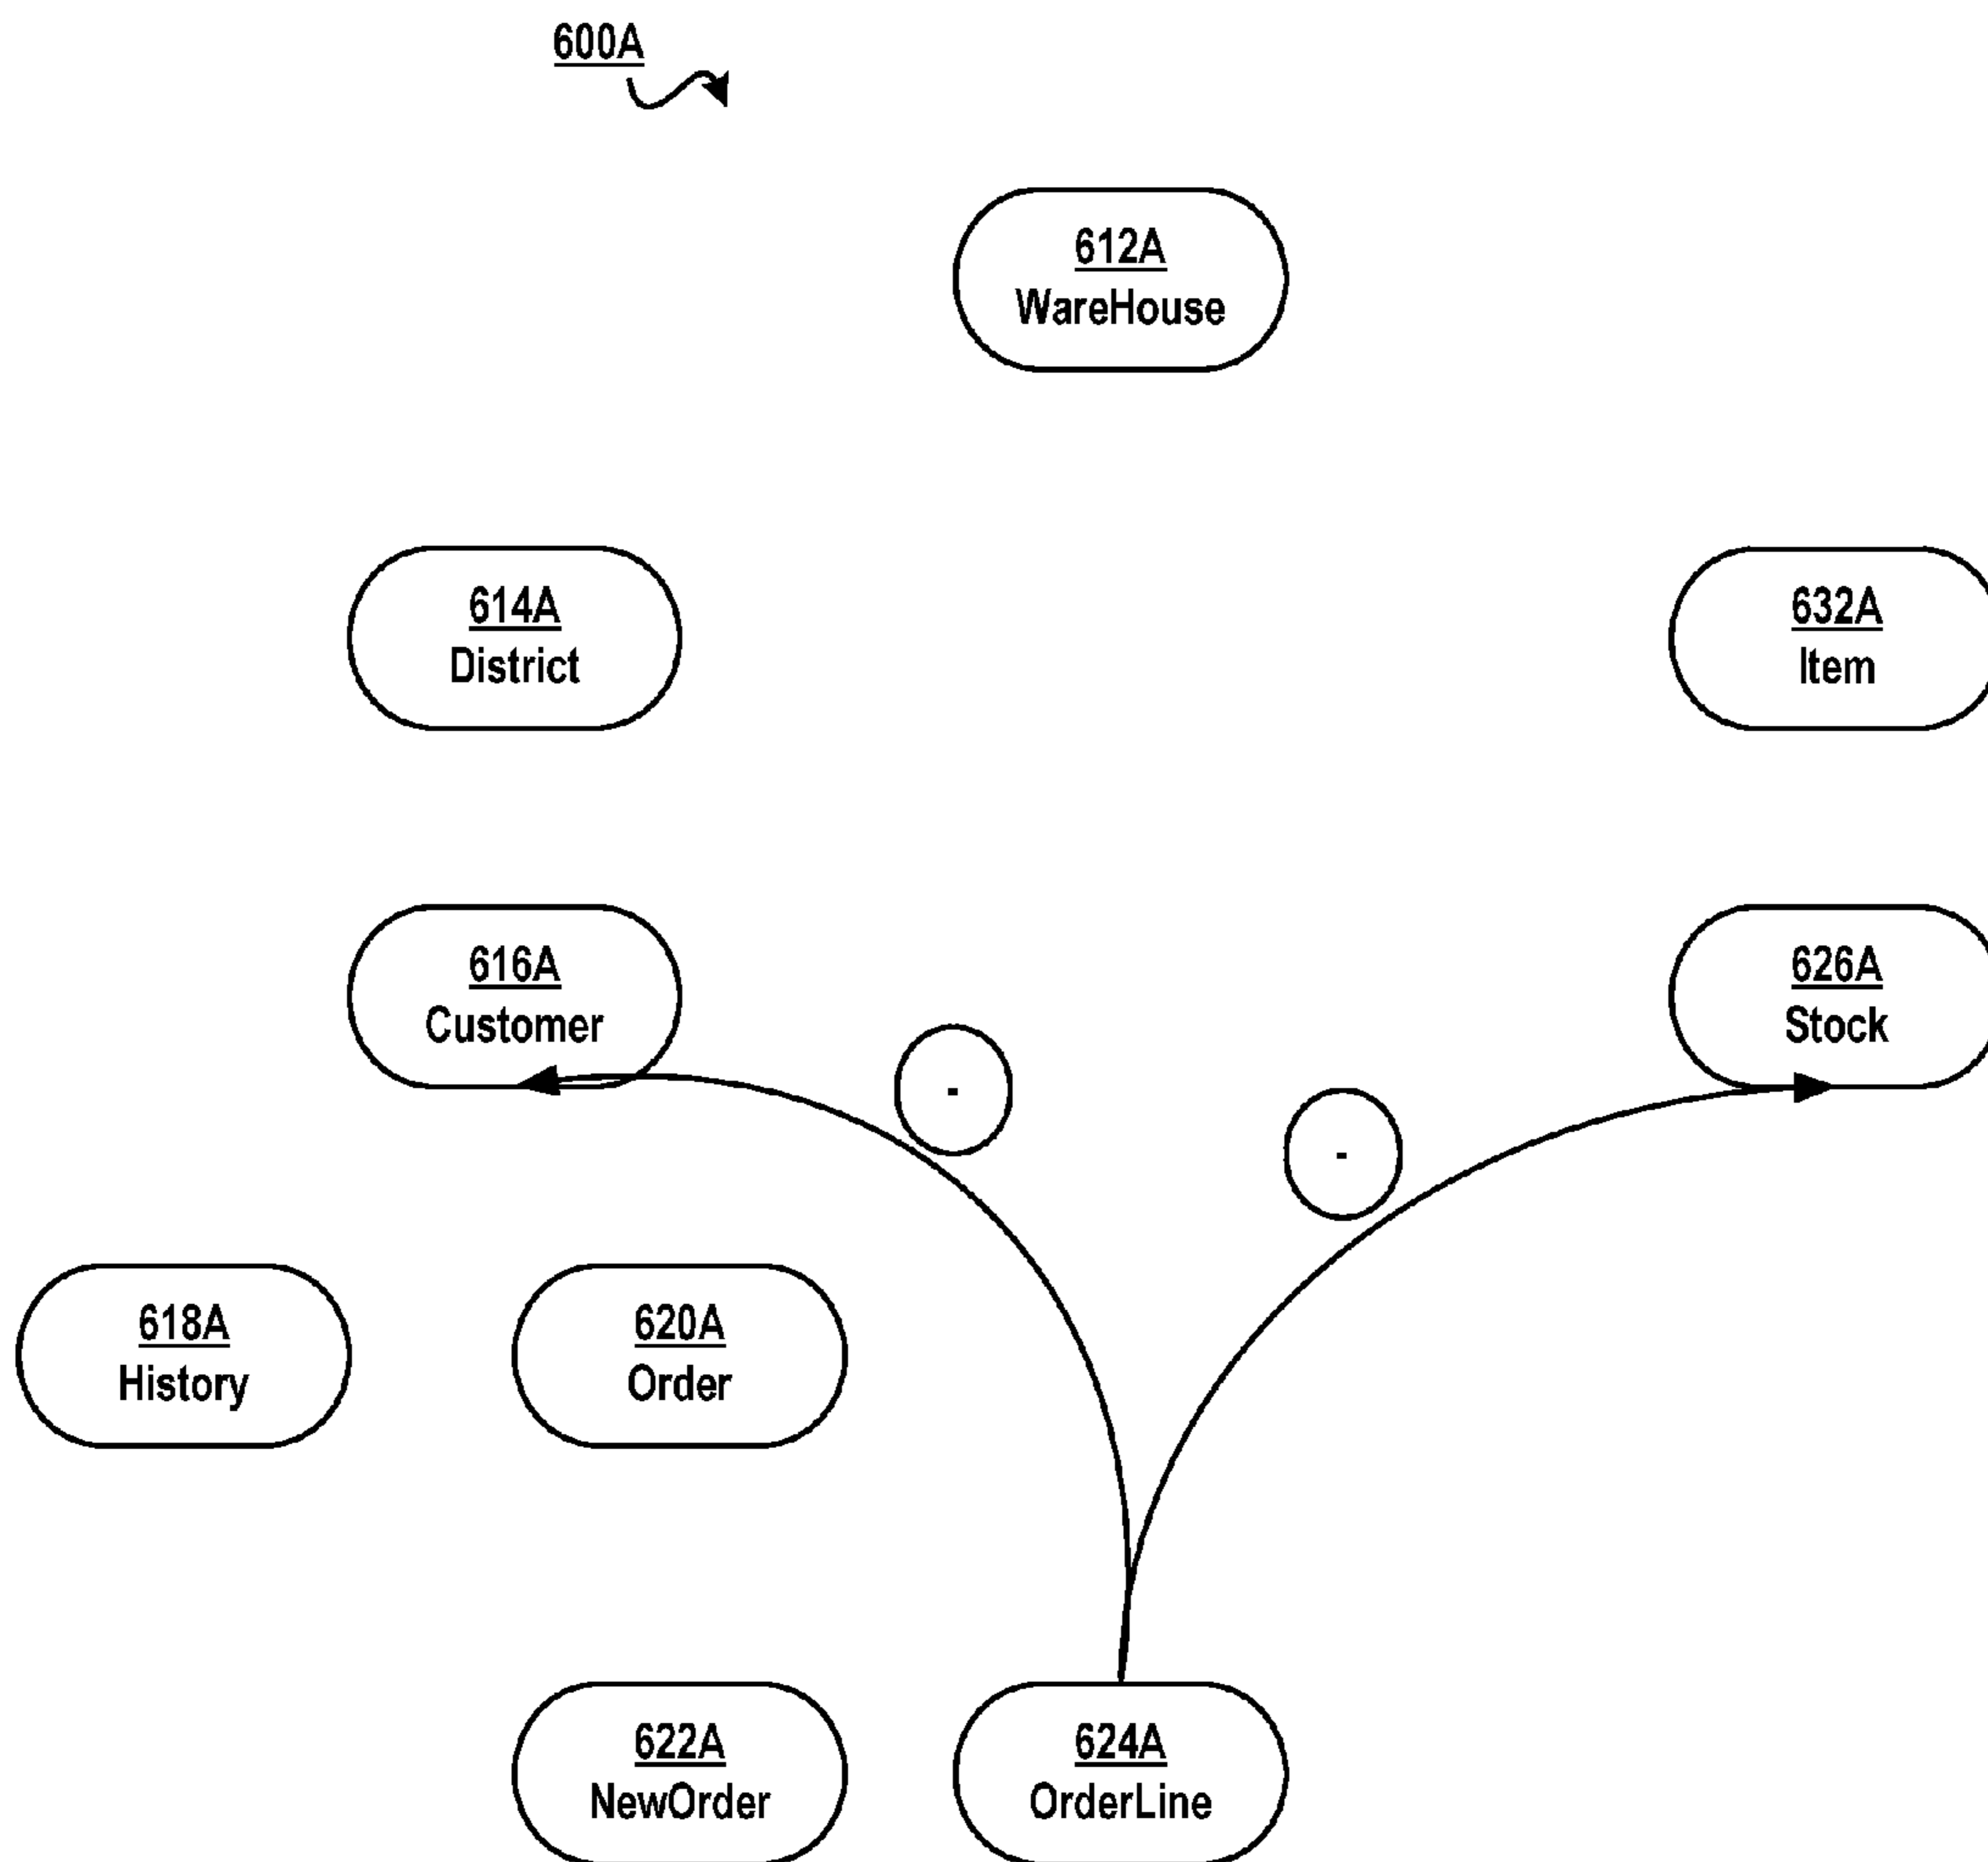 600A
612A
WareHouse
614A
District
632A
Item
616A
Customer
626A
Stock
-
-
618A
History
620A
Order
622A
NewOrder
624A
OrderLine